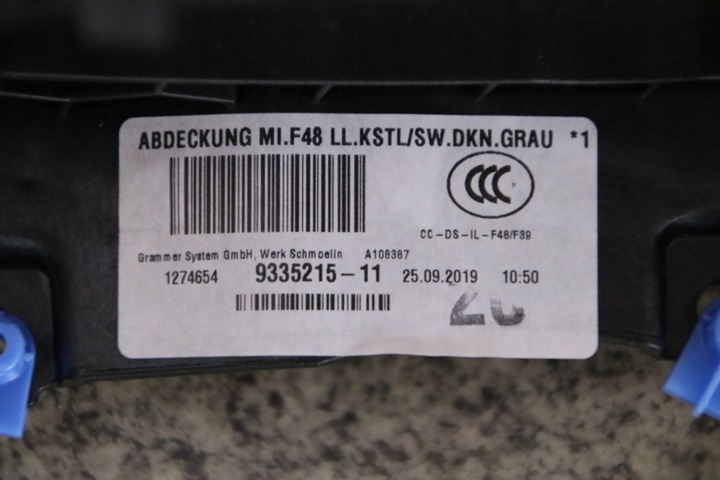 ABDECKUNG MI.F48 LL.KSTL/SW.DKN.GRAU *1
CCC
CC-DS-IL-F48/F39
Grammer System GmbH, Werk Schmoelln A108387
1274654 9335215-11 25.09.2019 10:50